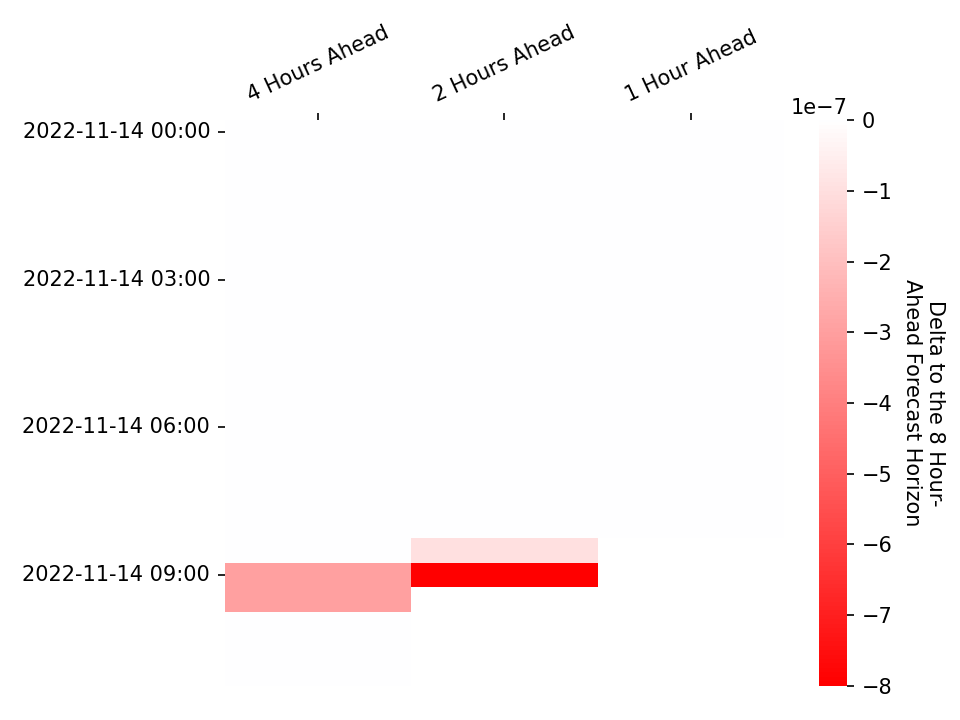 4 Hours Ahead
2 Hours Ahead
1 Hour Ahead
2022-11-14 00:00
2022-11-14 03:00
2022-11-14 06:00
2022-11-14 09:00
1e−7
0
−1
−2
−3
−4
−5
−6
−7
−8
Delta to the 8 Hour-
Ahead Forecast Horizon